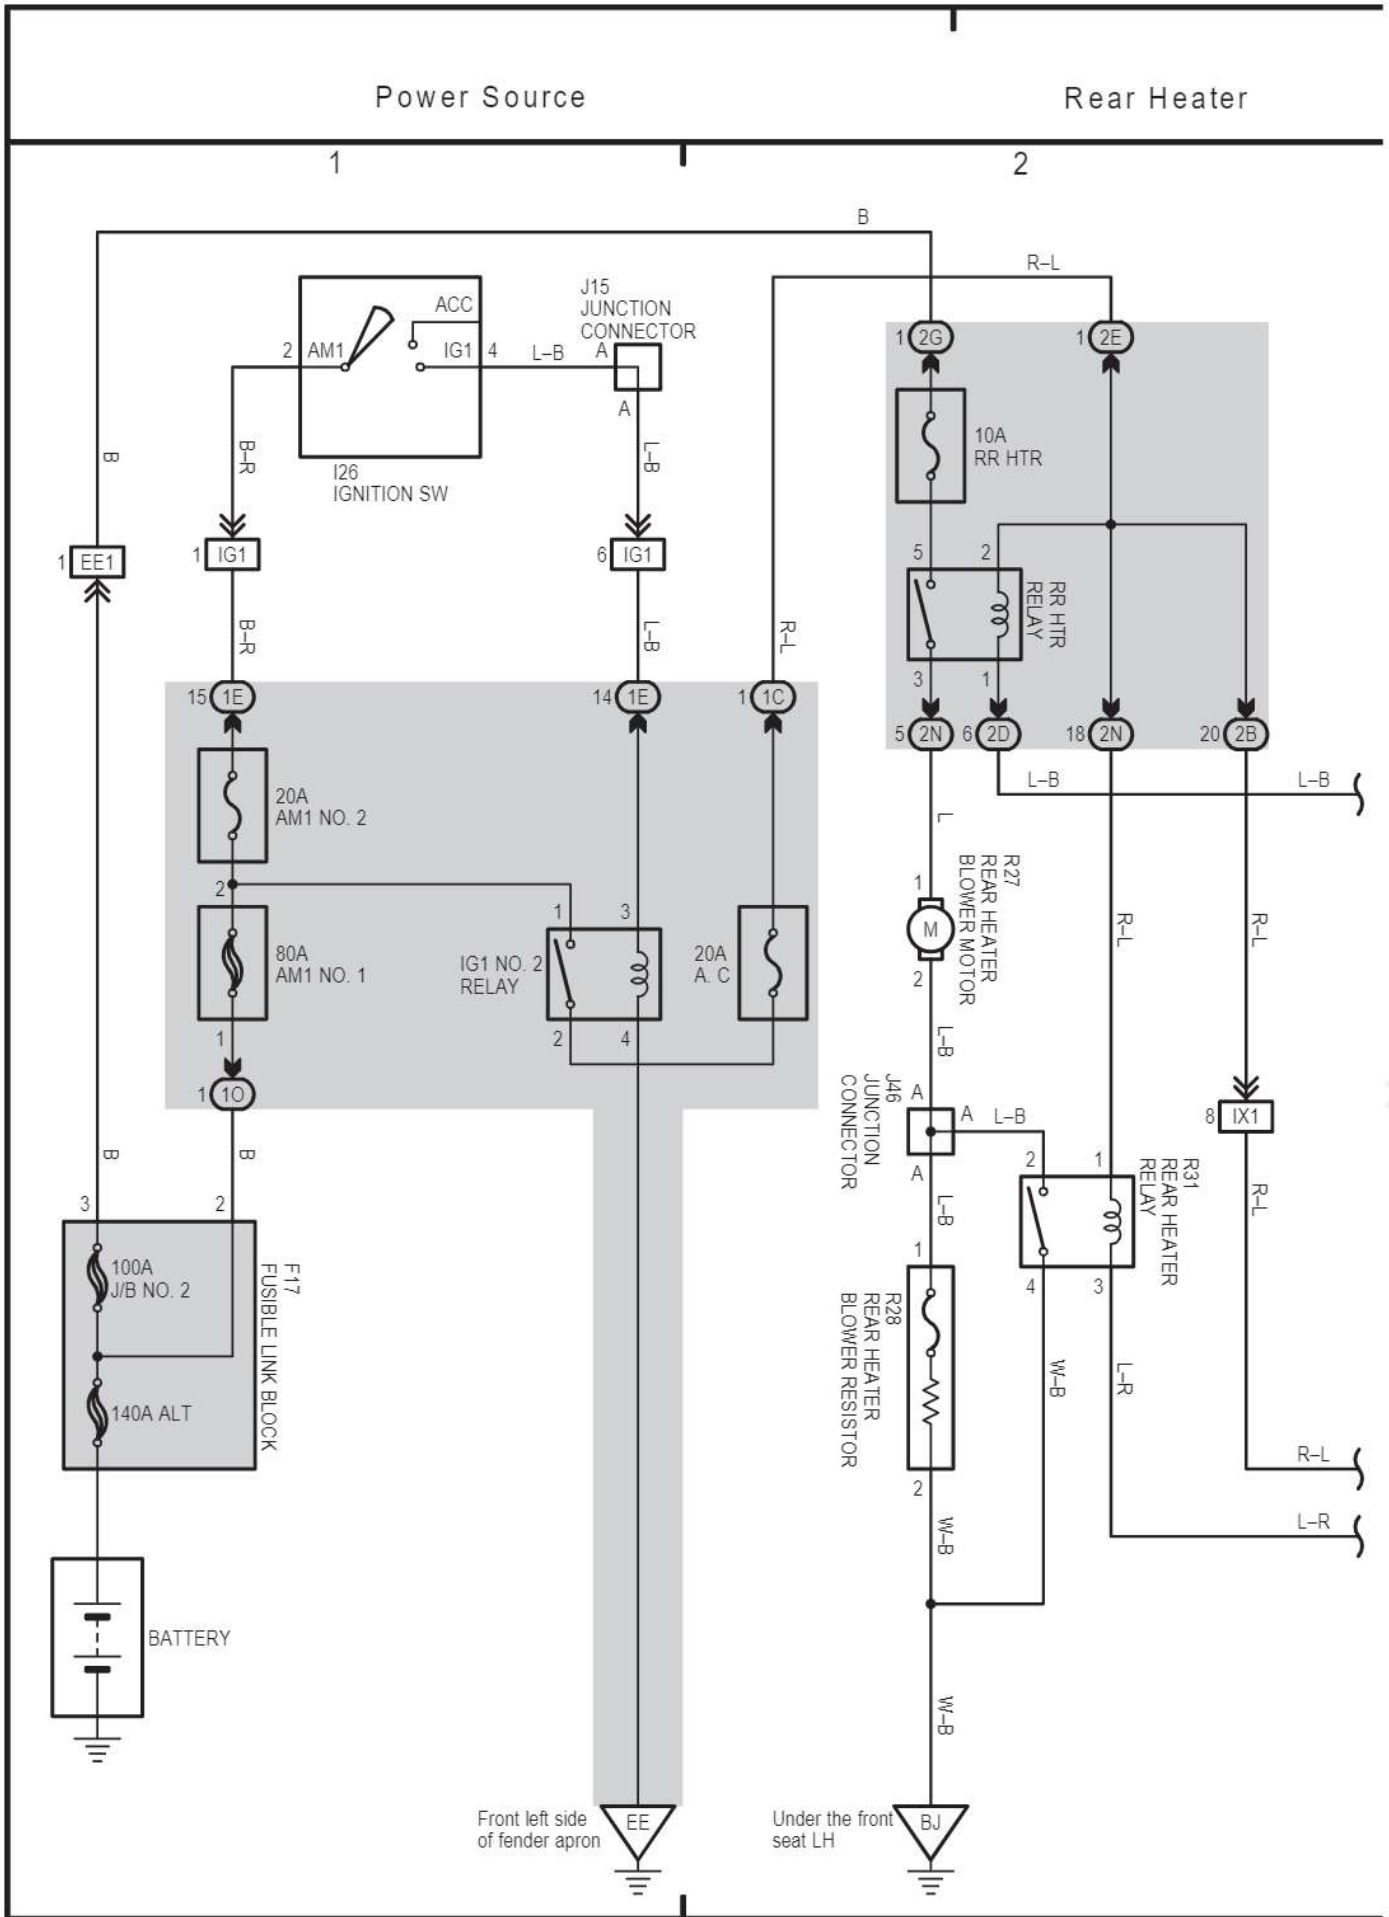 Power Source
Rear Heater
1
2
B
R–L
J15
JUNCTION
CONNECTOR
ACC
2
AM1
IG1
4
L–B
A
A
1
2G
1
2E
10A
RR HTR
I26
IGNITION SW
B
B–R
L–B
1
EE1
1
IG1
6
IG1
5
2
RR HTR
RELAY
B–R
L–B
R–L
3
1
15
1E
14
1E
1
1C
5
2N
6
2D
18
2N
20
2B
L–B
L–B
20A
AM1 NO. 2
L
2
1
3
1
R27
REAR HEATER
BLOWER MOTOR
M
R–L
R–L
80A
AM1 NO. 1
IG1 NO. 2
RELAY
20A
A. C
2
1
2
4
L–B
1
1O
J46
JUNCTION
CONNECTOR
A
A
L–B
A
8
IX1
B
B
2
1
R31
REAR HEATER
RELAY
3
2
L–B
R–L
100A
J/B NO. 2
F17
FUSIBLE LINK BLOCK
1
4
3
R28
REAR HEATER
BLOWER RESISTOR
140A ALT
W–B
L–R
R–L
2
W–B
L–R
BATTERY
W–B
Front left side
of fender apron
EE
Under the front
seat LH
BJ